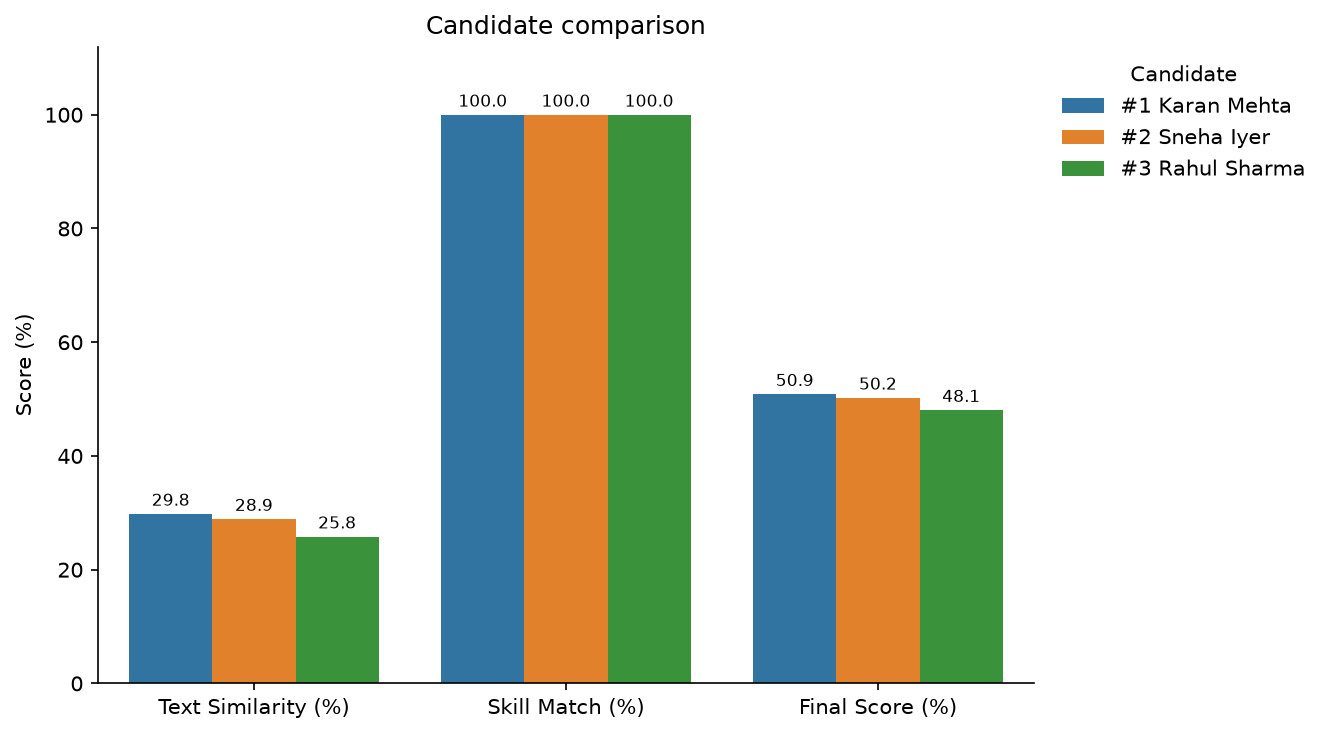 Candidate comparison
Candidate
#1 Karan Mehta
#2 Sneha Iyer
#3 Rahul Sharma
Score (%)
100
80
60
40
20
0
29.8
28.9
25.8
100.0
100.0
100.0
50.9
50.2
48.1
Text Similarity (%)
Skill Match (%)
Final Score (%)